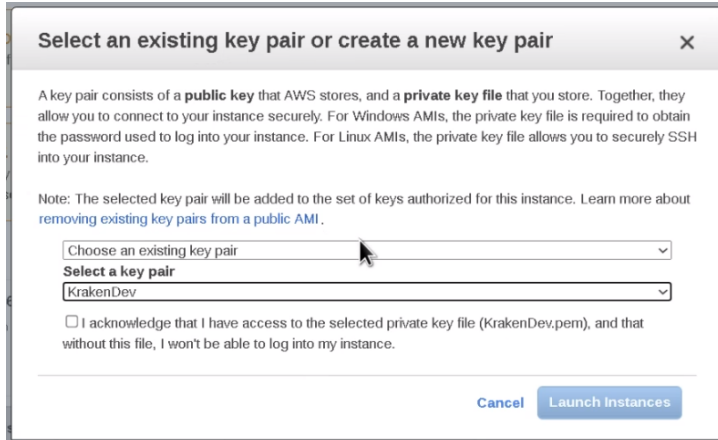 Select an existing key pair or create a new key pair
A key pair consists of a public key that AWS stores, and a private key file that you store. Together, they
allow you to connect to your instance securely. For Windows AMIs, the private key file is required to obtain
the password used to log into your instance. For Linux AMIs, the private key file allows you to securely SSH
into your instance.
Note: The selected key pair will be added to the set of keys authorized for this instance. Learn more about
removing existing key pairs from a public AMI.
Choose an existing key pair
Select a key pair
KrakenDev
I acknowledge that I have access to the selected private key file (KrakenDev.pem), and that
without this file, I won't be able to log into my instance.
Cancel Launch Instances